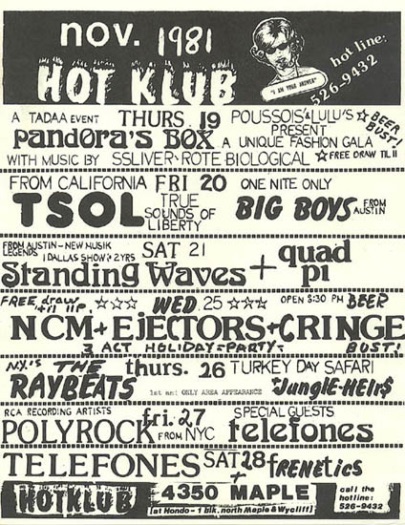 nov. 1981
HOT KLUB
"I AM YOUR ANSWER"
hot line:
526-9432
A TADAA EVENT THURS. 19 POUSSOIS' & LULU'S ☆ BEER
PRESENT BUST!
pandora's BOX A UNIQUE FASHION GALA
WITH MUSIC BY SSLIVER • ROTE BIOLOGICAL ☆ FREE DRAW TIL 11
FROM CALIFORNIA FRI 20 ONE NITE ONLY
TSOL TRUE SOUNDS OF LIBERTY BIG BOYS FROM AUSTIN
FROM AUSTIN - NEW MUSIK LEGENDS 1 DALLAS SHOW & 2 YRS SAT 21
Standing Waves + quad pi
FREE draw til 11 P. ☆☆☆ WED. 25 ☆☆☆ OPEN 8:30 PM BEER
NCM + EJECTORS + CRINGE
3 ACT HOLIDAY = PARTY~ BUST!
N.Y.'S THE thurs. 26 TURKEY DAY SAFARI
RAYBEATS 1st and ONLY AREA APPEARANCE "JunglE-HEIr$
RCA RECORDING ARTISTS fri. 27 SPECIAL GUESTS
POLYROCK FROM NYC telefones
TELEFONES SAT 28 + fRENEtics
HOTKLUB 4350 MAPLE call the
hotline:
[at Hondo - 1 blk. north Maple & Wycliff] 526-9432